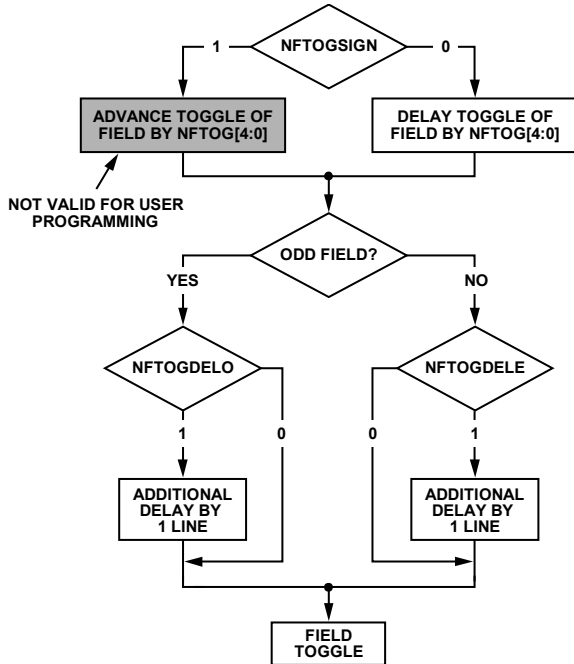 NFTOGSIGN
1
0
ADVANCE TOGGLE OF
FIELD BY NFTOG[4:0]
DELAY TOGGLE OF
FIELD BY NFTOG[4:0]
NOT VALID FOR USER
PROGRAMMING
ODD FIELD?
YES
NO
NFTOGDELO
NFTOGDELE
1
0
0
1
ADDITIONAL
DELAY BY
1 LINE
ADDITIONAL
DELAY BY
1 LINE
FIELD
TOGGLE